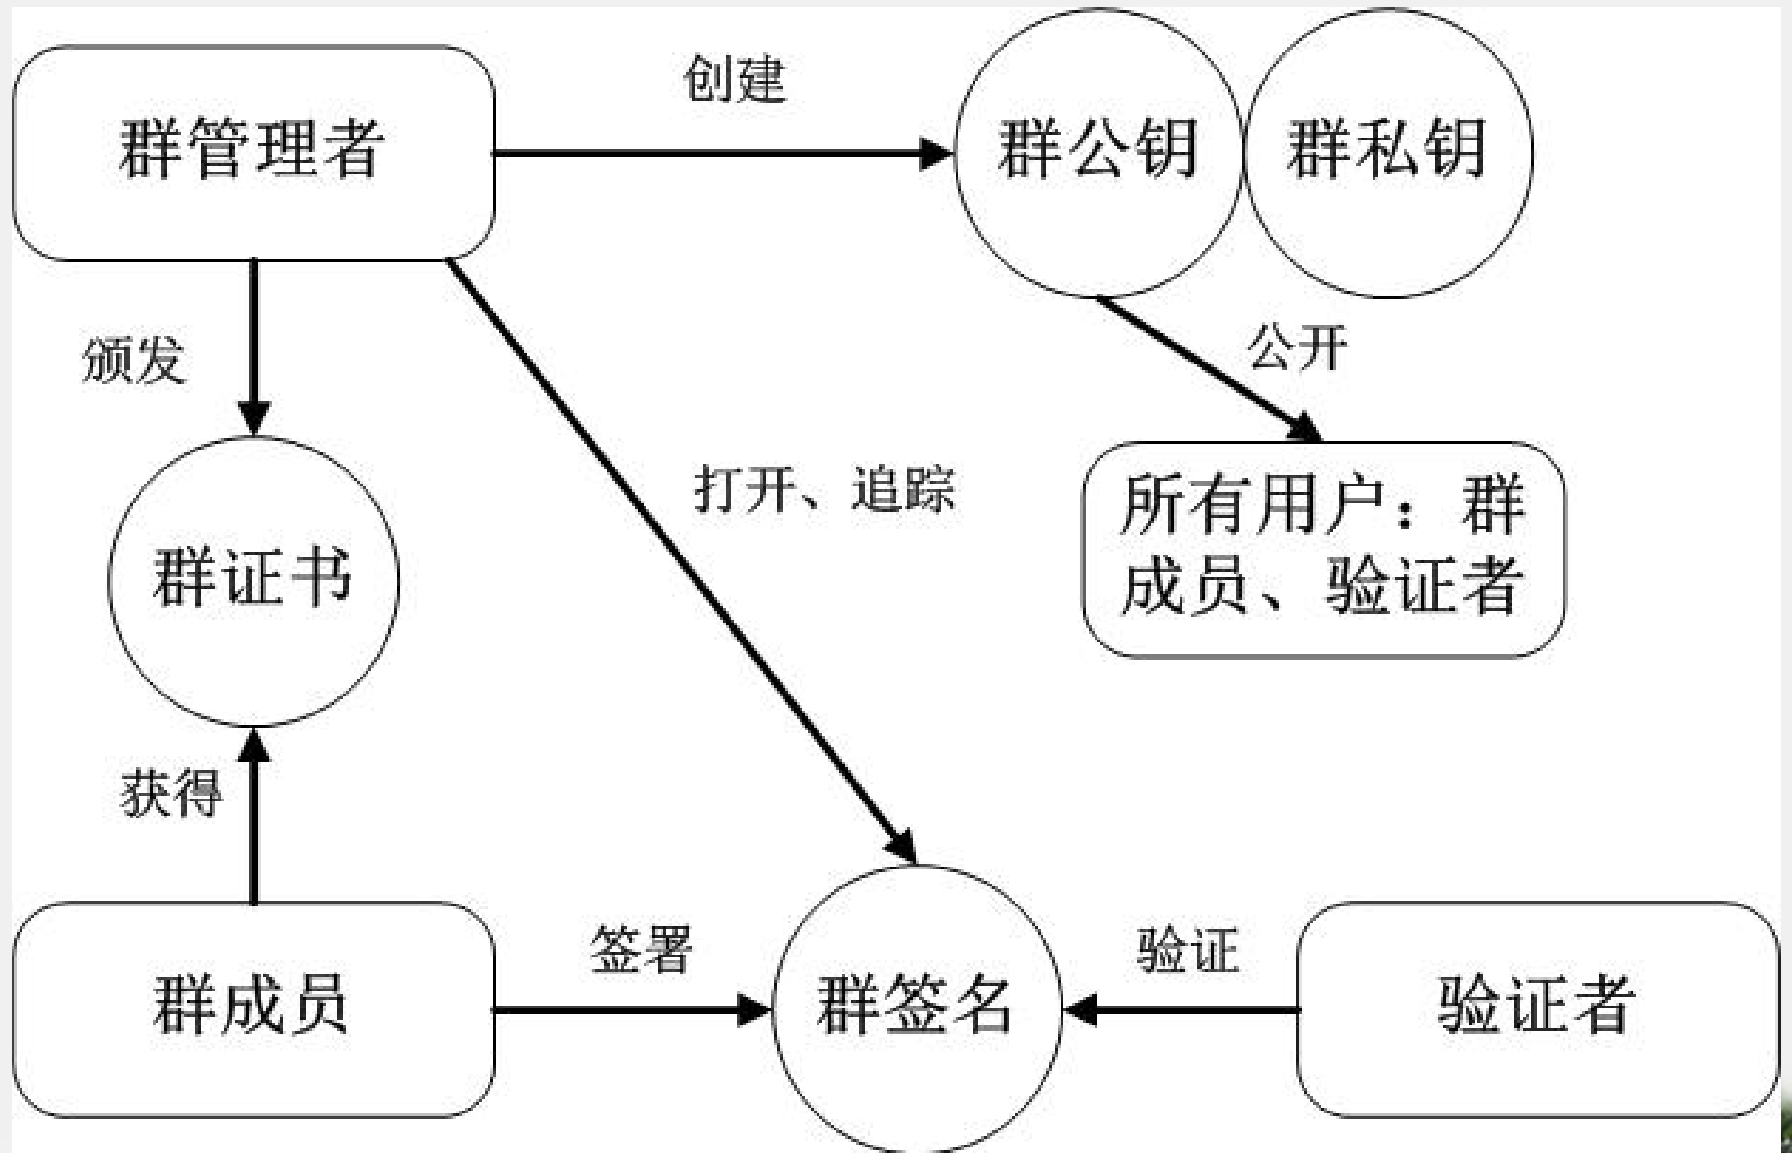 创建
群管理者
群公钥
群私钥
颁发
公开
打开、追踪
所有用户：群
成员、验证者
群证书
获得
签署
验证
群成员
群签名
验证者